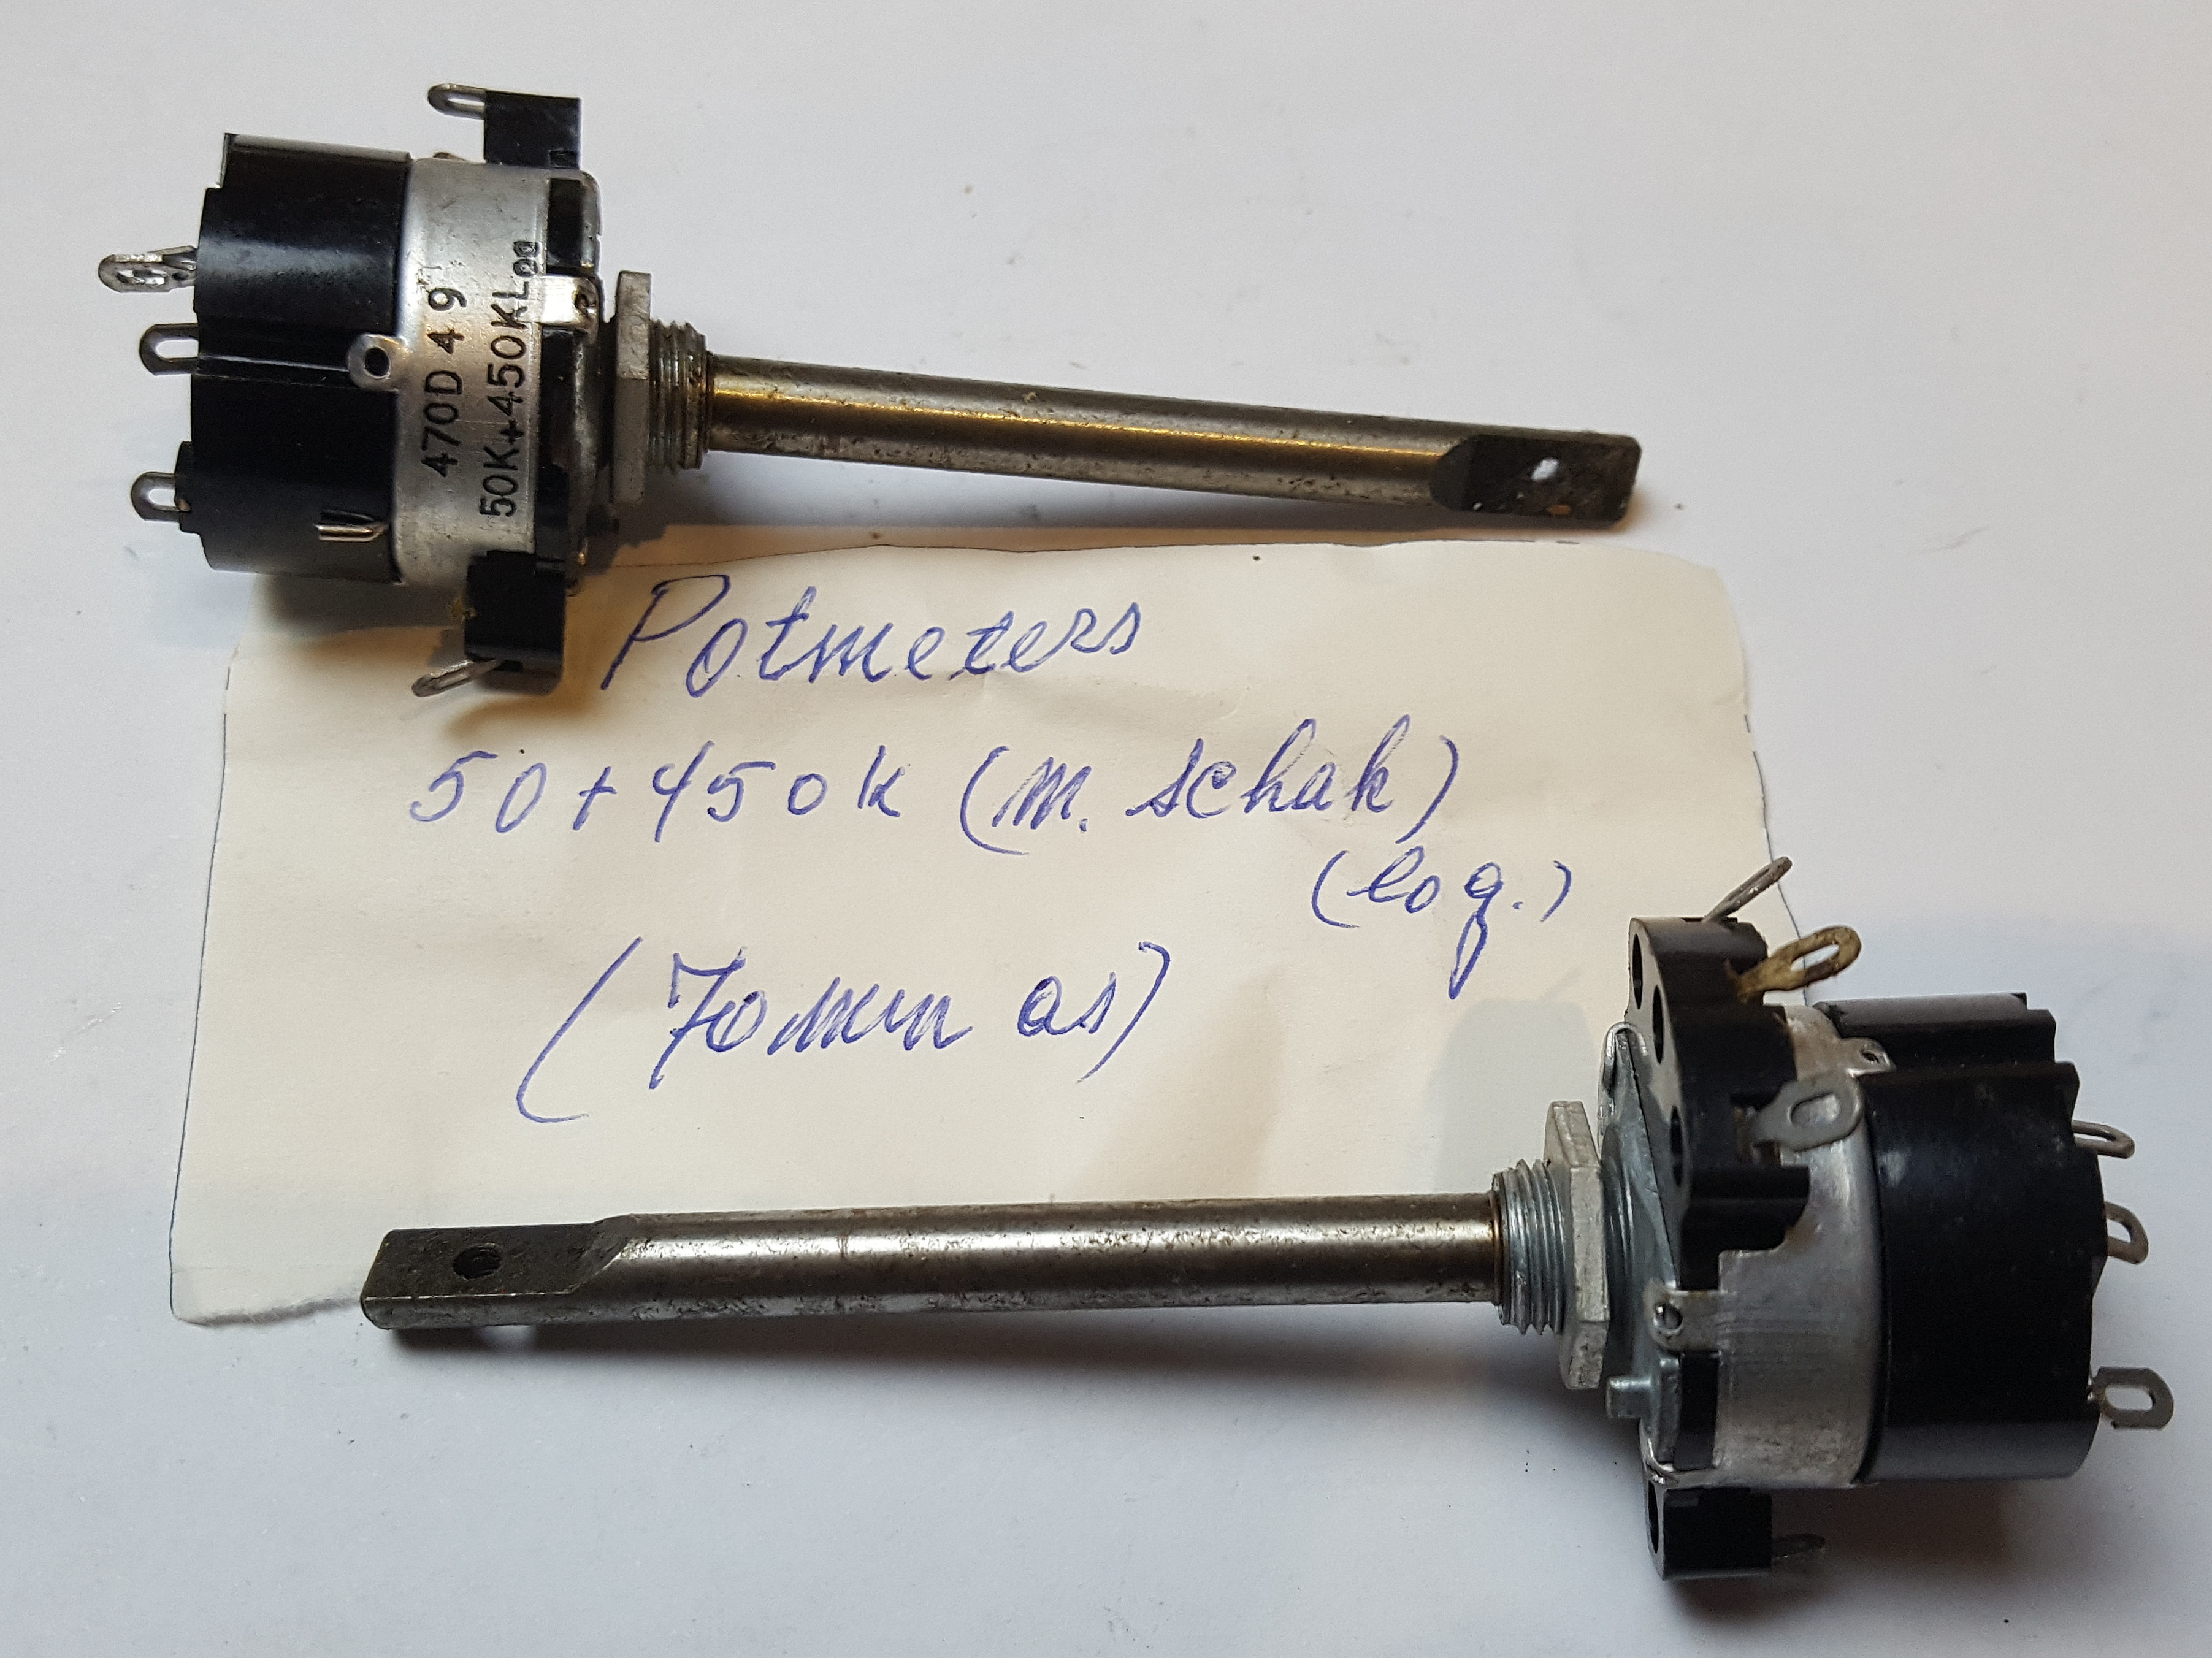 470D 4 9
50K+450KLog
Potmeters
50+450k (m. schak)
(log.)
(70mm as)